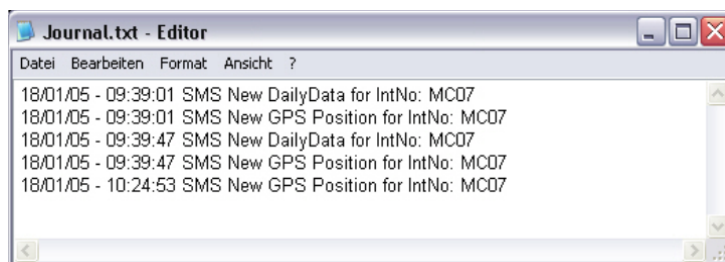 Journal.txt - Editor
Datei Bearbeiten Format Ansicht ?
18/01/05 - 09:39:01 SMS New DailyData for IntNo: MC07
18/01/05 - 09:39:01 SMS New GPS Position for IntNo: MC07
18/01/05 - 09:39:47 SMS New DailyData for IntNo: MC07
18/01/05 - 09:39:47 SMS New GPS Position for IntNo: MC07
18/01/05 - 10:24:53 SMS New GPS Position for IntNo: MC07